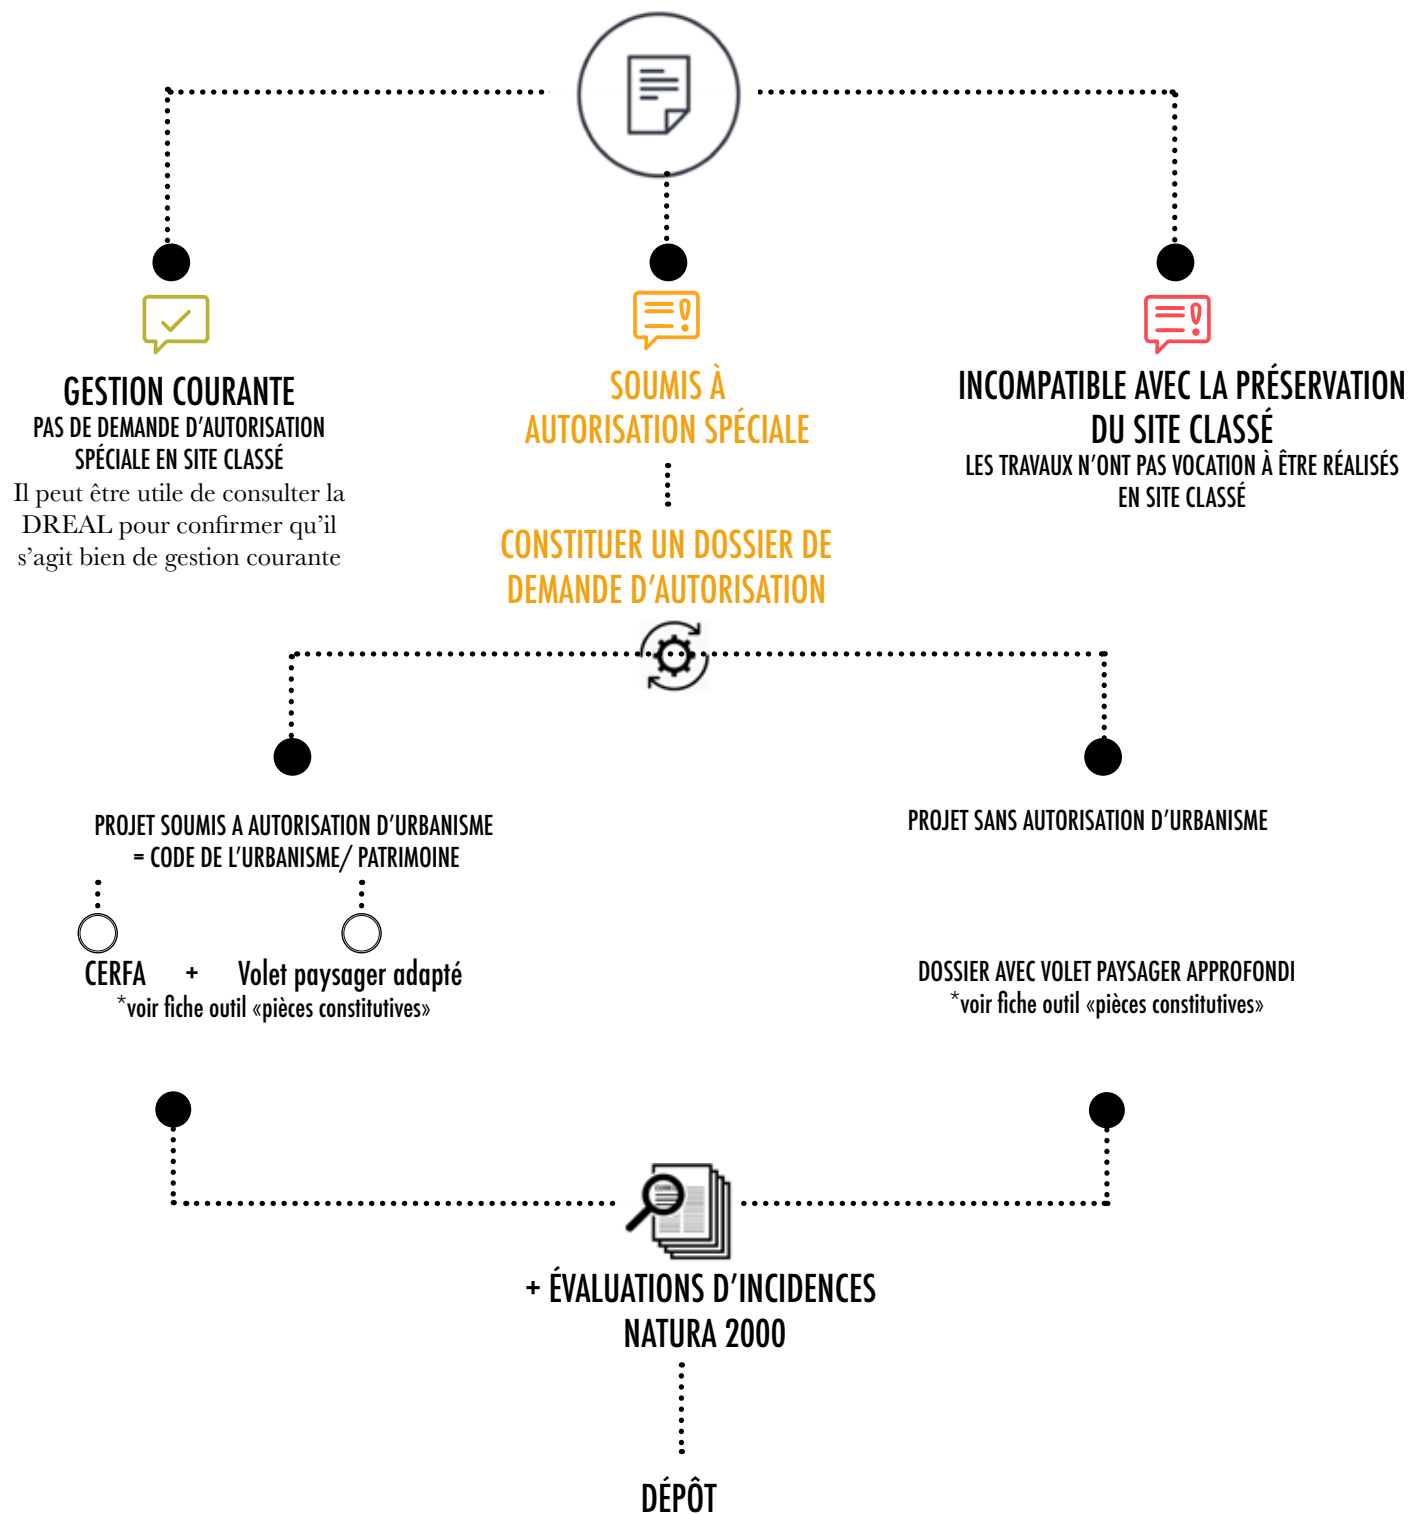 GESTION COURANTE
PAS DE DEMANDE D'AUTORISATION
SPÉCIALE EN SITE CLASSÉ
Il peut être utile de consulter la
DREAL pour confirmer qu'il
s'agit bien de gestion courante
SOUMIS À
AUTORISATION SPÉCIALE
INCOMPATIBLE AVEC LA PRÉSERVATION
DU SITE CLASSÉ
LES TRAVAUX N'ONT PAS VOCATION À ÊTRE RÉALISÉS
EN SITE CLASSÉ
CONSTITUER UN DOSSIER DE
DEMANDE D'AUTORISATION
PROJET SOUMIS A AUTORISATION D'URBANISME
= CODE DE L'URBANISME/ PATRIMOINE
CERFA + Volet paysager adapté
*voir fiche outil «pièces constitutives»
PROJET SANS AUTORISATION D'URBANISME
DOSSIER AVEC VOLET PAYSAGER APPROFONDI
*voir fiche outil «pièces constitutives»
+ ÉVALUATIONS D'INCIDENCES
NATURA 2000
DÉPÔT